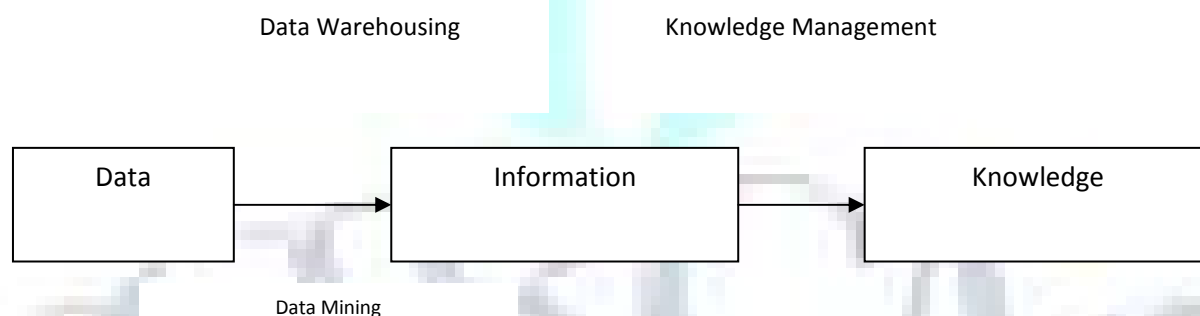 Data Warehousing Knowledge Management
Data Information Knowledge
Data Mining